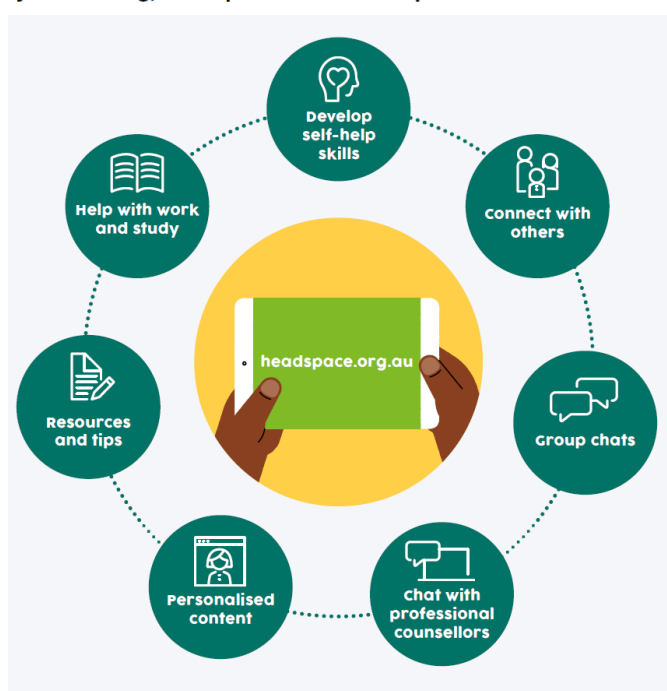 Develop
self-help
skills
Connect with
others
Group chats
Chat with
professional
counsellors
Personalised
content
Resources
and tips
Help with work
and study
headspace.org.au